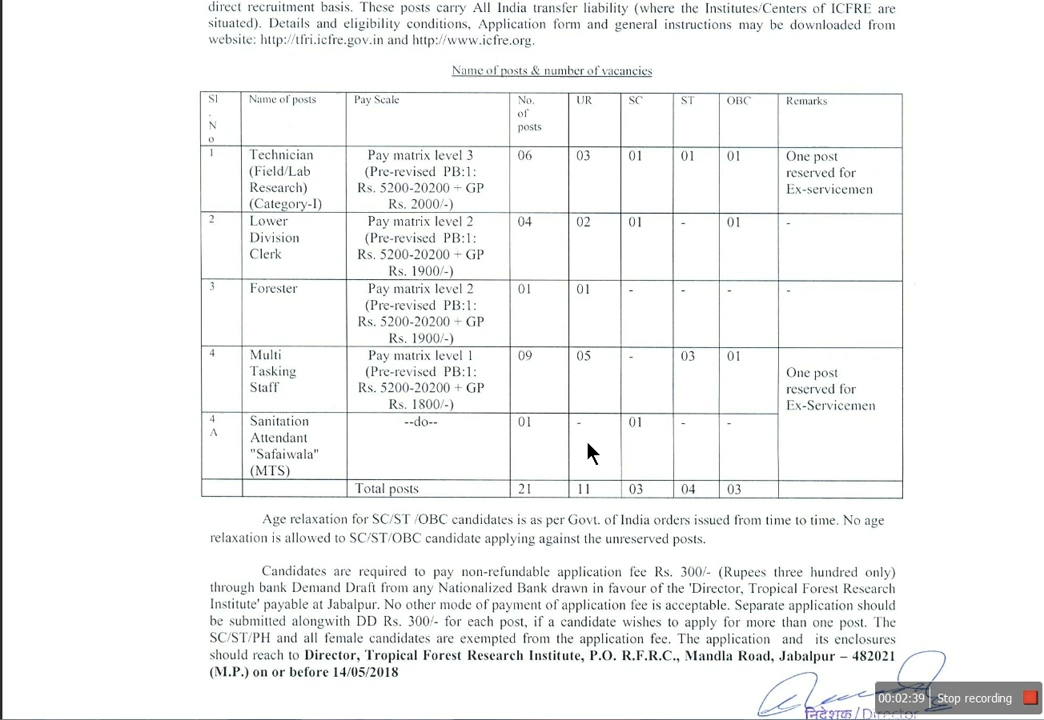 direct recruitment basis. These posts carry All India transfer liability (where the Institutes/Centers of ICFRE are
situated). Details and eligibility conditions, Application form and general instructions may be downloaded from
website: http://tfri.icfre.gov.in and http://www.icfre.org.
Name of posts & number of vacancies
Sl . N o Name of posts Pay Scale No. of posts UR SC ST OBC Remarks
1 Technician Pay matrix level 3 06 03 01 01 01 One post
(Field/Lab (Pre-revised PB:1: reserved for
Research) Rs. 5200-20200 + GP Ex-servicemen
(Category-I) Rs. 2000/-)
2 Lower Pay matrix level 2 04 02 01 - 01 -
Division (Pre-revised PB:1:
Clerk Rs. 5200-20200 + GP
Rs. 1900/-)
3 Forester Pay matrix level 2 01 01 - - - -
(Pre-revised PB:1:
Rs. 5200-20200 + GP
Rs. 1900/-)
4 Multi Pay matrix level 1 09 05 - 03 01
Tasking (Pre-revised PB:1: One post
Staff Rs. 5200-20200 + GP reserved for
Rs. 1800/-) Ex-Servicemen
4 Sanitation --do-- 01 - 01 - -
A Attendant
"Safaiwala"
(MTS)
Total posts 21 11 03 04 03
Age relaxation for SC/ST /OBC candidates is as per Govt. of India orders issued from time to time. No age
relaxation is allowed to SC/ST/OBC candidate applying against the unreserved posts.
Candidates are required to pay non-refundable application fee Rs. 300/- (Rupees three hundred only)
through bank Demand Draft from any Nationalized Bank drawn in favour of the 'Director, Tropical Forest Research
Institute' payable at Jabalpur. No other mode of payment of application fee is acceptable. Separate application should
be submitted alongwith DD Rs. 300/- for each post, if a candidate wishes to apply for more than one post. The
SC/ST/PH and all female candidates are exempted from the application fee. The application and its enclosures
should reach to Director, Tropical Forest Research Institute, P.O. R.F.R.C., Mandla Road, Jabalpur – 482021
(M.P.) on or before 14/05/2018
00:02:39 Stop recording
निदेशक / Director